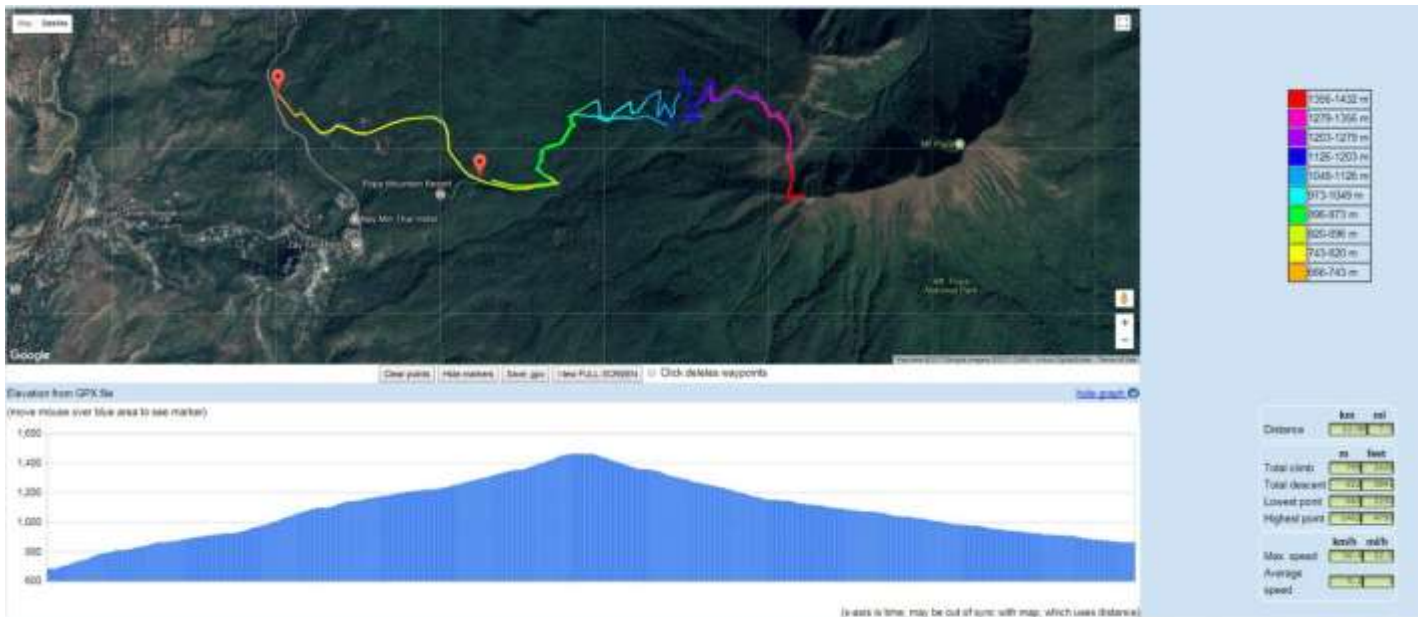 Map Satellite
Mt Popa
Popa Mountain Resort
Mt. Popa
National Park
Google
Clear points Hide markers Save .gpx View FULL SCREEN Click deletes waypoints
Elevation from GPX file
hide graph
(move mouse over blue area to see marker)
1,600
1,400
1,200
1,000
800
600
(x-axis is time, may be out of sync with map, which uses distance)
1356-1432 m
1279-1356 m
1203-1279 m
1126-1203 m
1049-1126 m
973-1049 m
896-973 m
820-896 m
743-820 m
666-743 m
km mi
Distance
m feet
Total climb
Total descent
Lowest point
Highest point
km/h mi/h
Max. speed
Average
speed